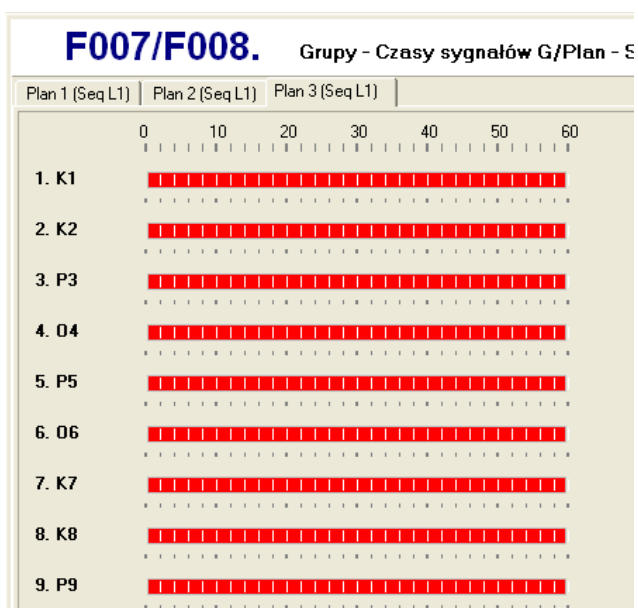 F007/F008. Grupy - Czasy sygnałów G/Plan - S
Plan 1 (Seq L1) Plan 2 (Seq L1) Plan 3 (Seq L1)
0 10 20 30 40 50 60
1. K1
2. K2
3. P3
4. O4
5. P5
6. O6
7. K7
8. K8
9. P9